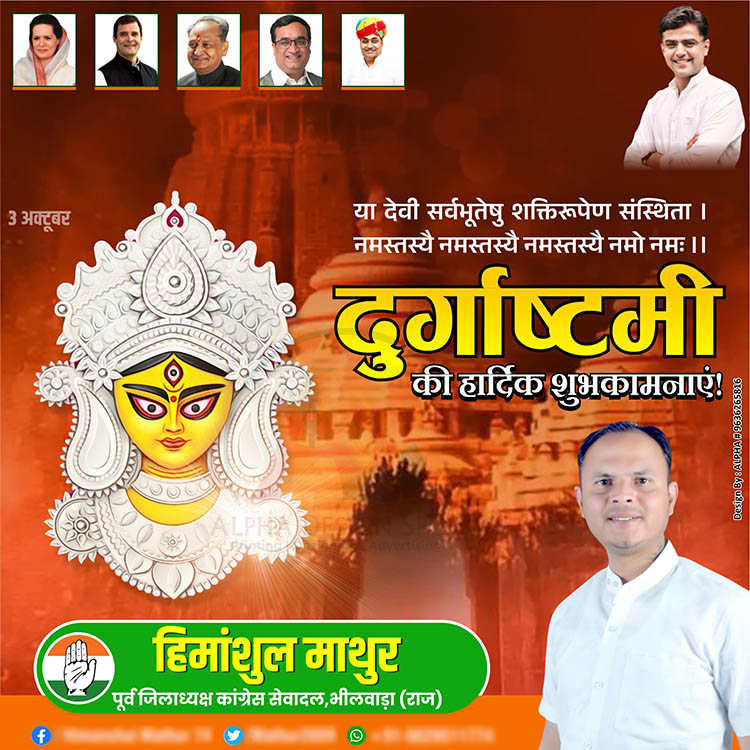 3 अक्टूबर
या देवी सर्वभूतेषु शक्तिरूपेण संस्थिता ।
नमस्तस्यै नमस्तस्यै नमस्तस्यै नमो नमः ।।
दुर्गाष्टमी
की हार्दिक शुभकामनाएं!
Design By : ALPHA # 9636265816
हिमांशुल माथुर
पूर्व जिलाध्यक्ष कांग्रेस सेवादल,भीलवाड़ा (राज)